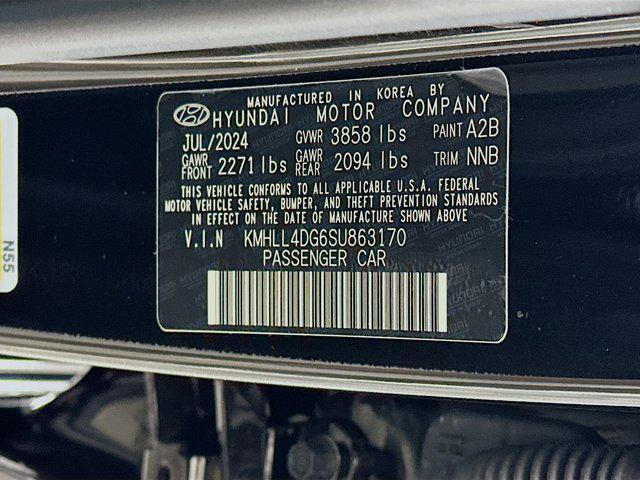 MANUFACTURED IN KOREA BY
HYUNDAI MOTOR COMPANY
JUL/2024 GVWR 3858 lbs PAINT A2B
GAWR FRONT 2271 lbs GAWR REAR 2094 lbs TRIM NNB
THIS VEHICLE CONFORMS TO ALL APPLICABLE U.S.A. FEDERAL
MOTOR VEHICLE SAFETY, BUMPER, AND THEFT PREVENTION STANDARDS
IN EFFECT ON THE DATE OF MANUFACTURE SHOWN ABOVE
V.I.N KMHLL4DG6SU863170
PASSENGER CAR
N55